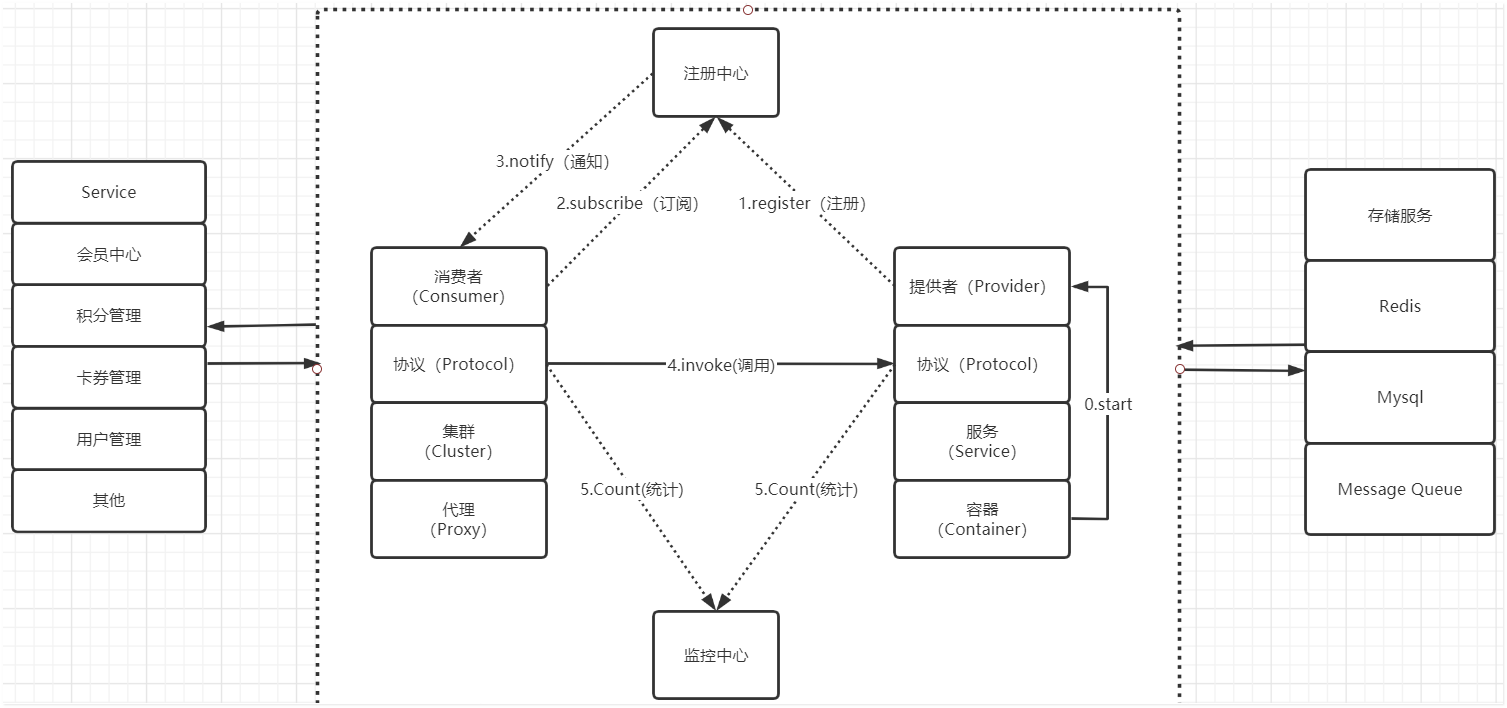 注册中心
3.notify（通知）
2.subscribe（订阅）
1.register（注册）
Service
会员中心
积分管理
卡券管理
用户管理
其他
消费者
（Consumer）
协议（Protocol）
集群
（Cluster）
代理
（Proxy）
4.invoke(调用)
提供者（Provider）
协议（Protocol）
服务
（Service）
容器
（Container）
0.start
5.Count(统计)
5.Count(统计)
监控中心
存储服务
Redis
Mysql
Message Queue